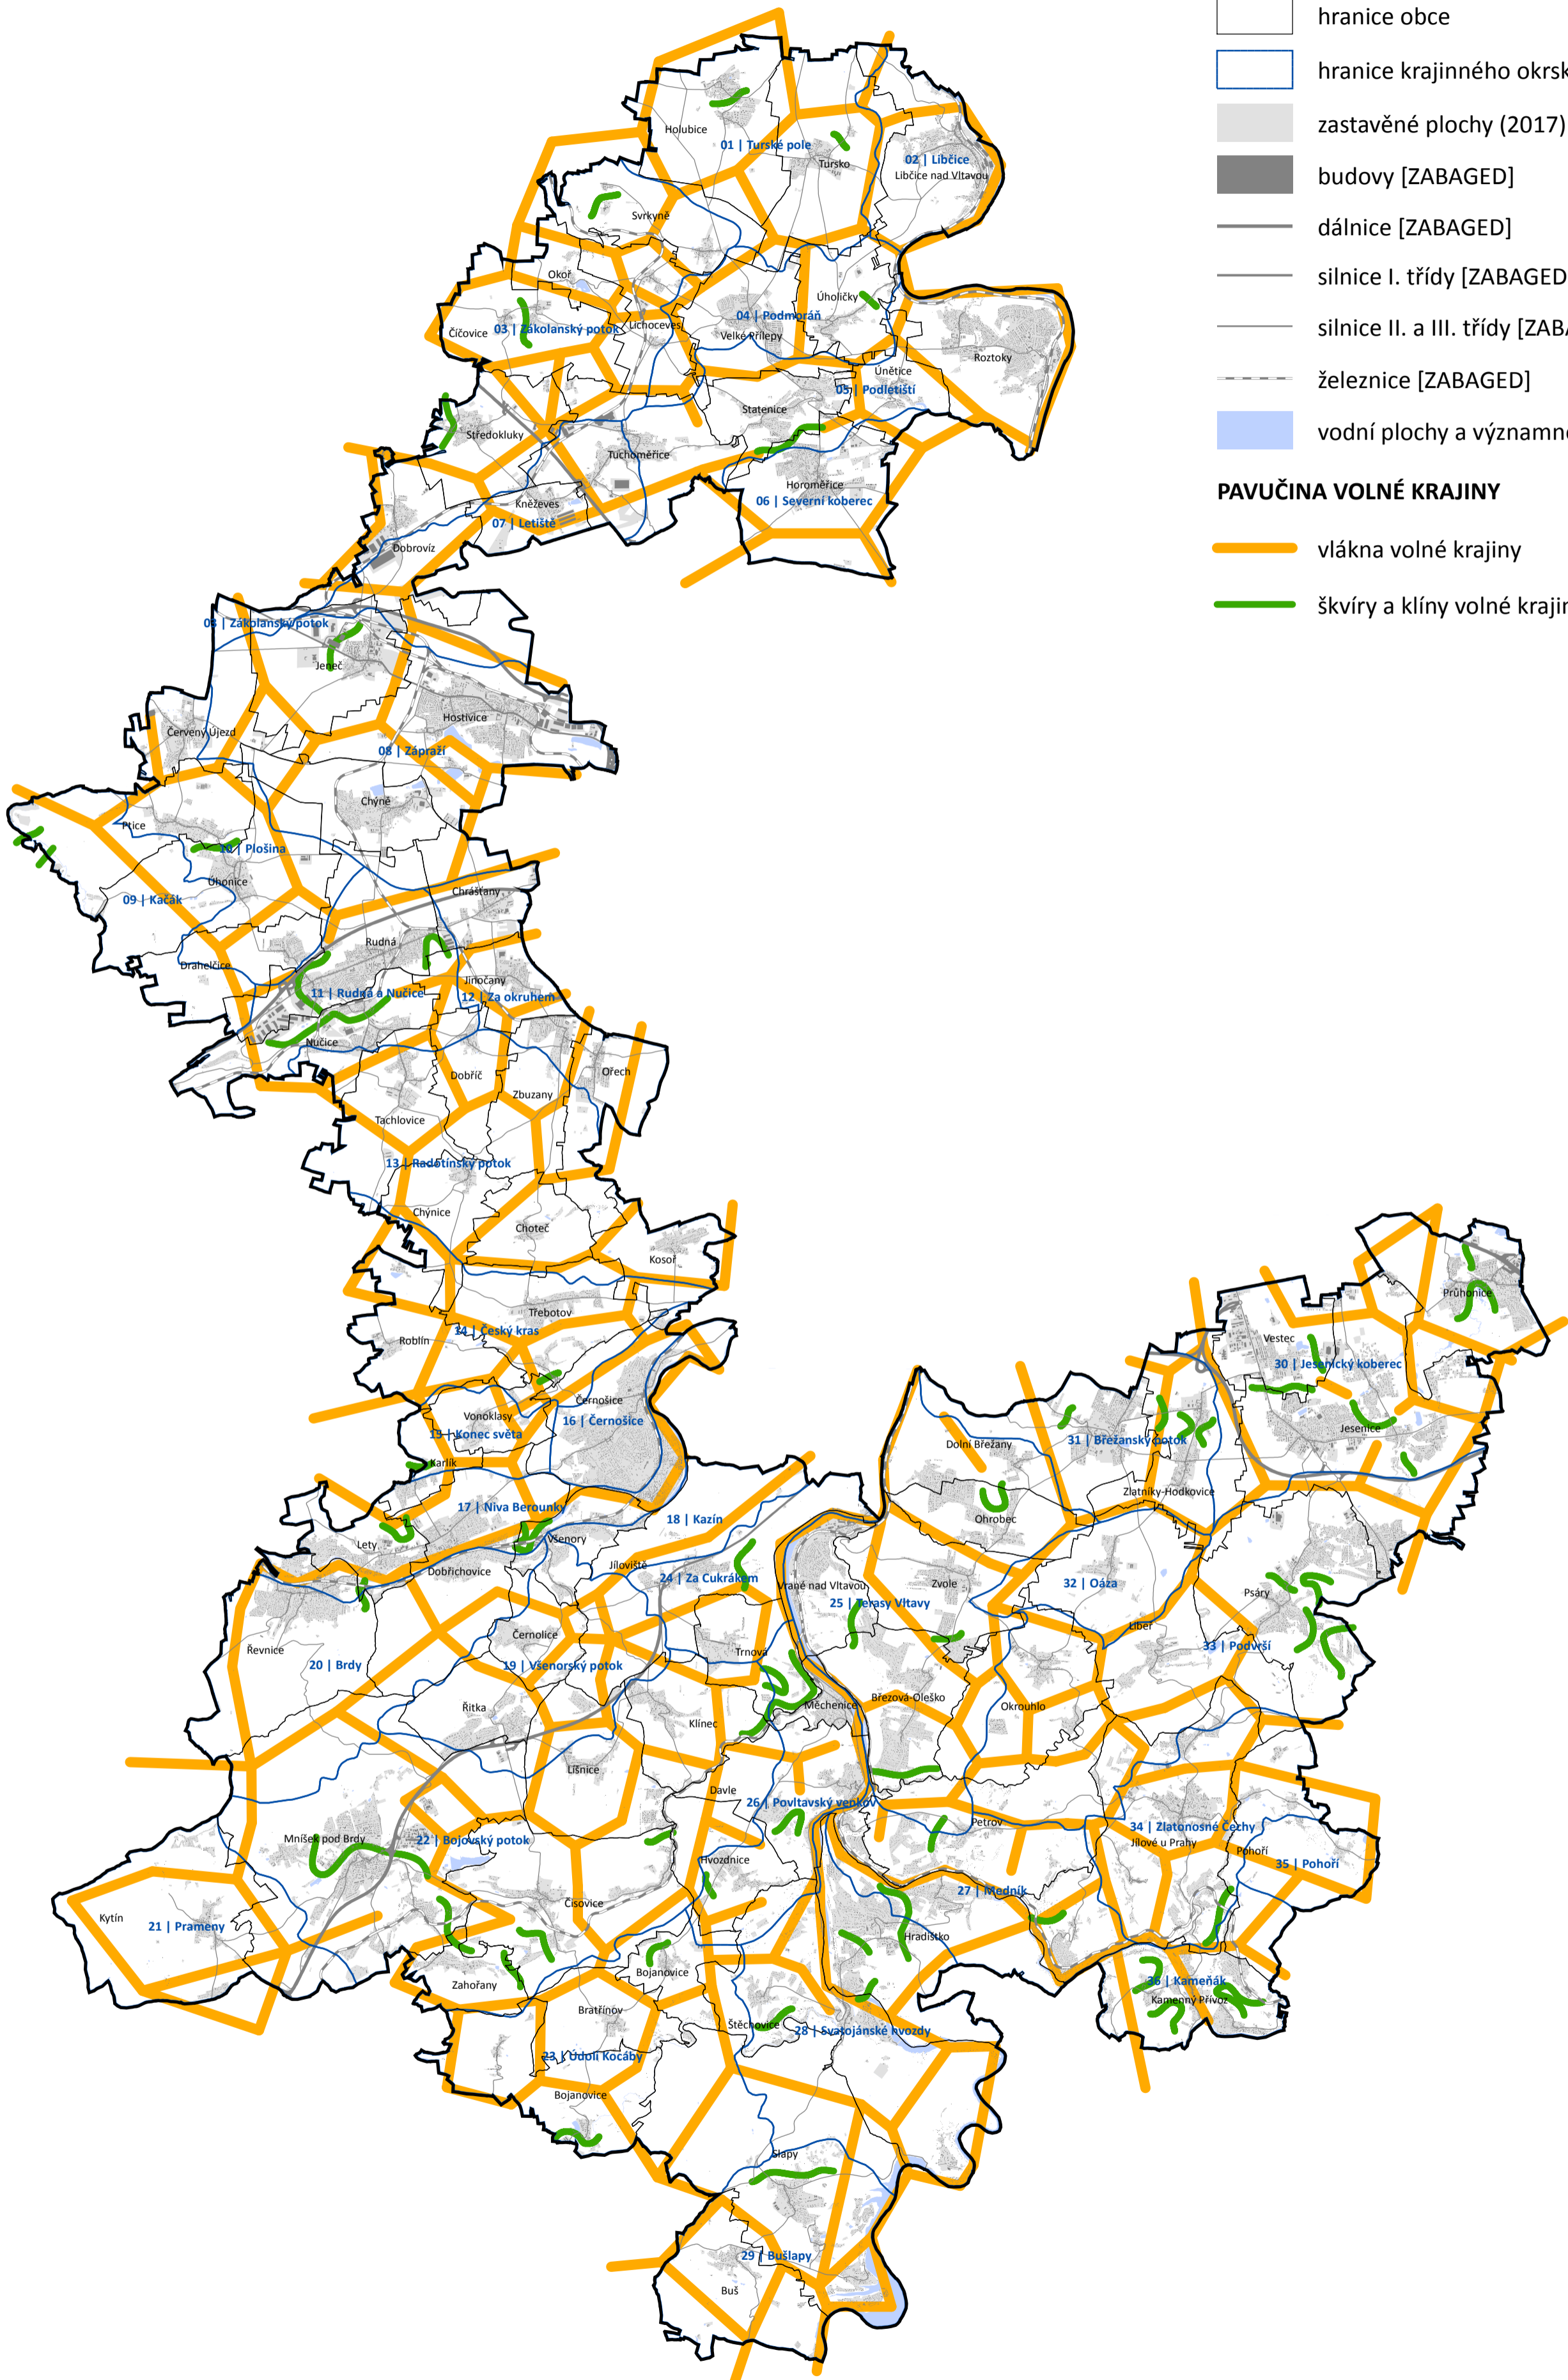 hranice obce
hranice krajinného okrsk
zastavěné plochy (2017)
budovy [ZABAGED]
dálnice [ZABAGED]
silnice I. třídy [ZABAGED
silnice II. a III. třídy [ZABA
železnice [ZABAGED]
vodní plochy a významné
PAVUČINA VOLNÉ KRAJINY
vlákna volné krajiny
škvíry a klíny volné krajin
Holubice
01 | Turské pole
Tursko
02 | Libčice
Libčice nad Vltavou
Svrkyně
Okoř
Úholičky
Číčovice
03 | Zákolanský potok
Lichoceves
04 | Podmoráň
Velké Přílepy
Roztoky
Únětice
05 | Podletiští
Statenice
Středokluky
Tuchoměřice
Horoměřice
06 | Severní koberec
Kněževes
07 | Letiště
Dobrovíz
03 | Zákolanský potok
Jeneč
Hostivice
Červený Újezd
08 | Zápraží
Chýně
Ptice
10 | Plošina
Úhonice
09 | Kačák
Chrášťany
Rudná
Drahelčice
Jinočany
11 | Rudná a Nučice
12 | Za okruhem
Nučice
Dobříč
Ořech
Zbuzany
Tachlovice
13 | Radotínský potok
Chýnice
Choteč
Kosoř
Třebotov
14 | Český kras
Roblín
Průhonice
Vestec
30 | Jesenický koberec
Černošice
Vonoklasy
16 | Černošice
15 | Konec světa
Jesenice
Dolní Břežany
31 | Břežanský potok
Karlík
Zlatníky-Hodkovice
17 | Niva Berounky
18 | Kazín
Ohrobec
Lety
Všenory
Dobřichovice
Jíloviště
24 | Za Cukrákem
Vrané nad Vltavou
Zvole
32 | Oáza
Psáry
25 | Terasy Vltavy
Libeř
Černolice
Řevnice
Trnová
33 | Podvrší
20 | Brdy
19 | Všenorský potok
Březová-Oleško
Měchenice
Okrouhlo
Řitka
Klínec
Líšnice
Davle
26 | Povltavský venkov
Petrov
34 | Zlatonosné Čechy
Mníšek pod Brdy
22 | Bojovský potok
Jílové u Prahy
Pohoří
Hvozdnice
35 | Pohoří
27 | Medník
Čisovice
Kytín
21 | Prameny
Hradištko
Bojanovice
Zahořany
36 | Kameňák
Kamenný Přívoz
Bratřínov
Štěchovice
28 | Svatojánské hvozdy
23 | Údolí Kocáby
Bojanovice
Slapy
29 | Bušlapy
Buš